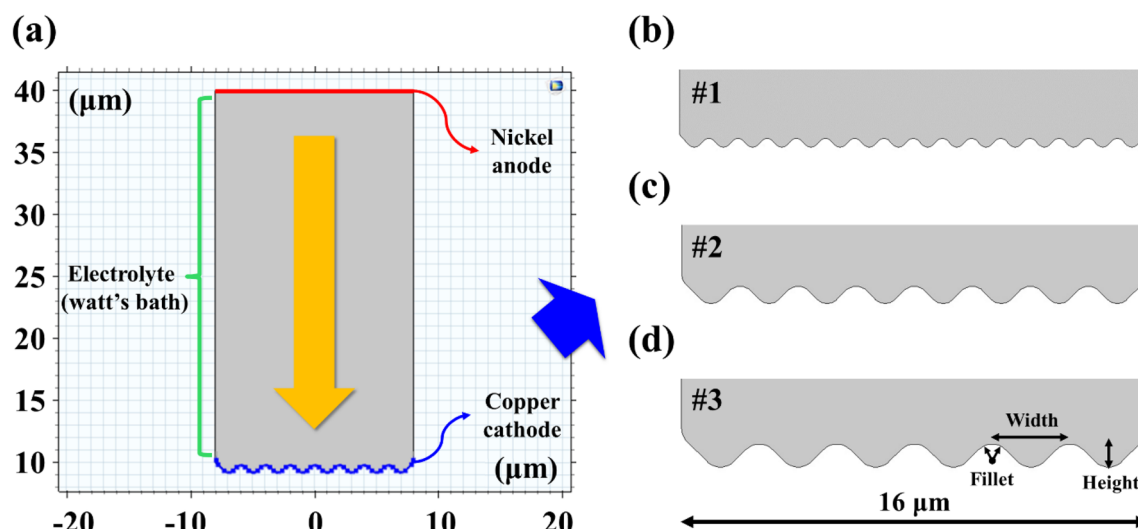 (a)
40
(μm)
35
Nickel
anode
30
25
Electrolyte
(watt's bath)
20
15
Copper
cathode
10
(μm)
-20
-10
0
10
20
(b)
#1
(c)
#2
(d)
#3
Width
Fillet
Height
16 μm